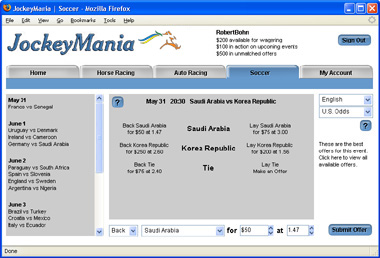 JockeyMania | Soccer - Mozilla Firefox
File Edit View Go Bookmarks Tools Help
JockeyMania
RobertBohn
$200 available for wagering
$100 in action on upcoming events
$500 in unmatched offers
Sign Out
Home Horse Racing Auto Racing Soccer My Account
May 31
France vs Senegal
June 1
Uruguay vs Denmark
Ireland vs Cameroon
Germany vs Saudi Arabia
June 2
Paraguay vs South Africa
Spain vs Slovenia
England vs Sweden
Argentina vs Nigeria
June 3
Brazil vs Turkey
Croatia vs Mexico
Italy vs Ecuador
?
May 31 20:30 Saudi Arabia vs Korea Republic
Back Saudi Arabia
for $50 at 1.47
Saudi Arabia
Lay Saudi Arabia
for $75 at 3.00
Back Korea Republic
for $250 at 2.60
Korea Republic
Lay Korea Republic
for $200 at
Back Tie
for $75 at 2.40
Tie
Lay Tie
Make an Offer
English
U.S. Odds
?
These are the best
offers for this event.
Click here to view all
available offers.
Back Saudi Arabia for $50 at 1.47 Submit Offer
Done